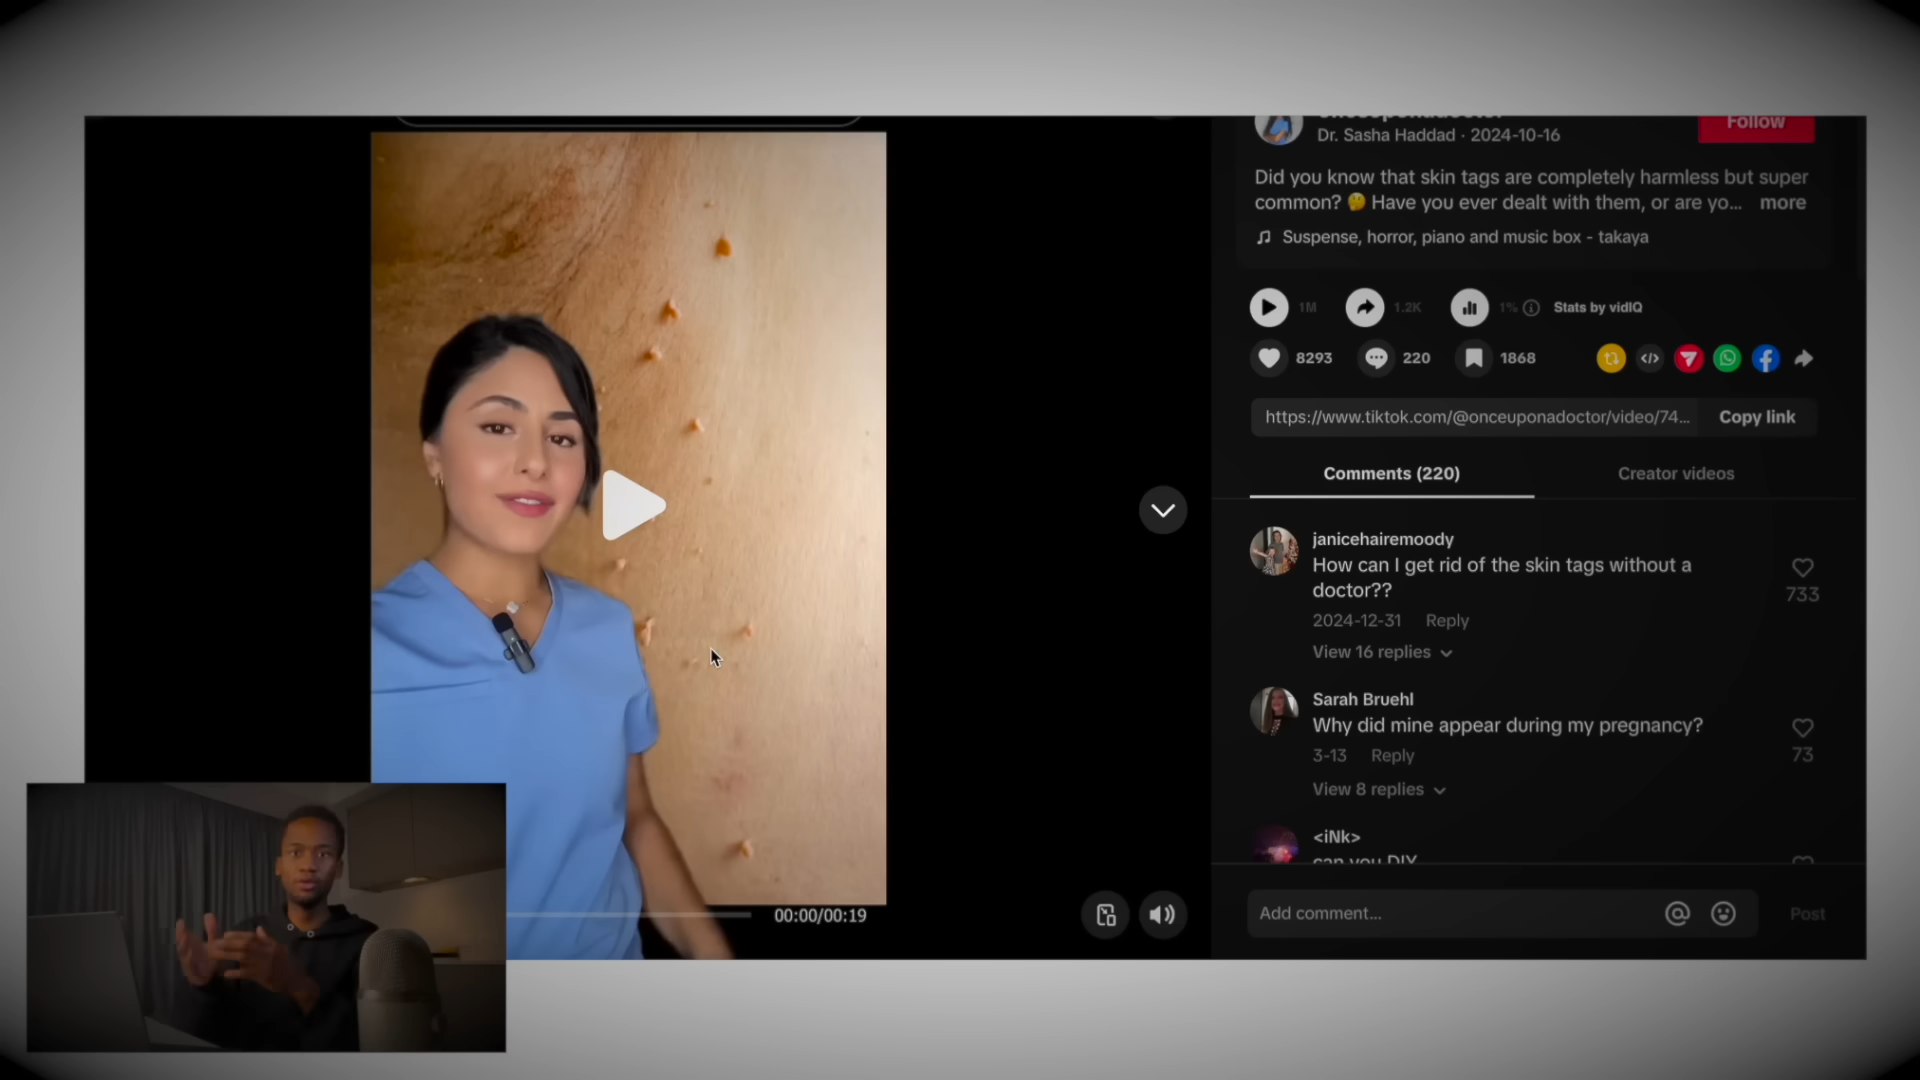 Follow
Dr. Sasha Haddad · 2024-10-16
Did you know that skin tags are completely harmless but super
common? 🤔 Have you ever dealt with them, or are yo... more
Suspense, horror, piano and music box - takaya
1M 1.2K 1% Stats by vidIQ
8293 220 1868
https://www.tiktok.com/@onceuponadoctor/video/74... Copy link
Comments (220) Creator videos
janicehairemoody
How can I get rid of the skin tags without a
doctor??
733
2024-12-31 Reply
View 16 replies
Sarah Bruehl
Why did mine appear during my pregnancy?
73
3-13 Reply
View 8 replies
<iNk>
can you DIY
00:00/00:19
Add comment...
Post